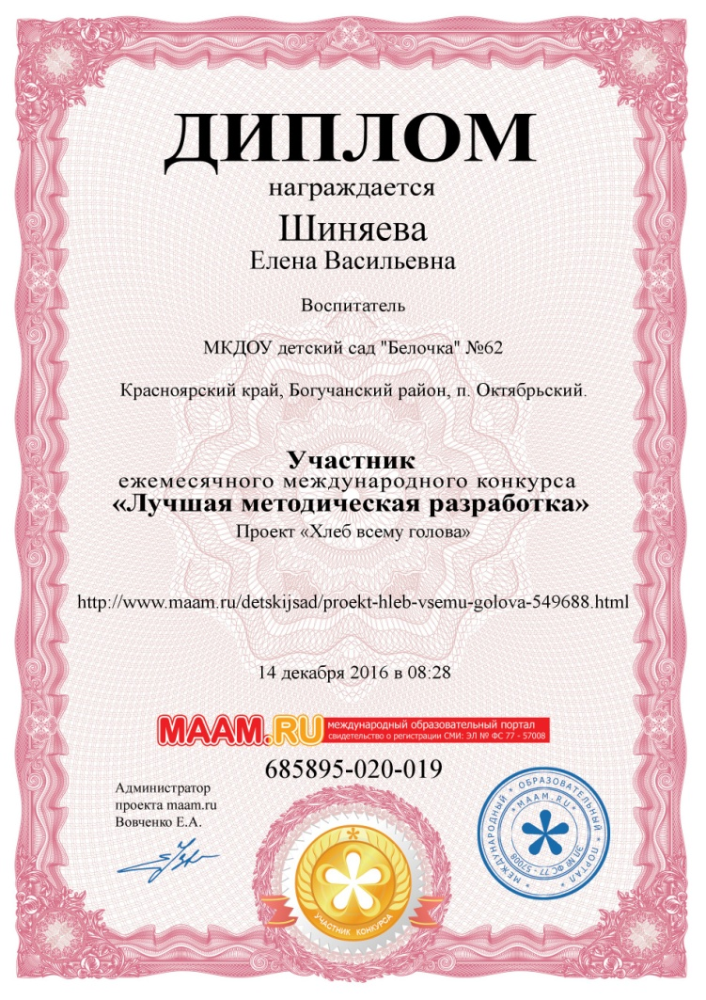 ДИПЛОМ
награждается
Шиняева
Елена Васильевна
Воспитатель
МКДОУ детский сад "Белочка" №62
Красноярский край, Богучанский район, п. Октябрьский.
Участник
ежемесячного международного конкурса
«Лучшая методическая разработка»
Проект «Хлеб всему голова»
http://www.maam.ru/detskijsad/proekt-hleb-vsemu-golova-549688.html
14 декабря 2016 в 08:28
MAAM.RU
международный образовательный портал
свидетельство о регистрации СМИ: ЭЛ № ФС 77 - 57008
685895-020-019
Администратор
проекта maam.ru
Вовченко Е.А.
УЧАСТНИК КОНКУРСА
МЕЖДУНАРОДНЫЙ * ОБРАЗОВАТЕЛЬНЫЙ * ПОРТАЛ *
* MAAM.RU *
ЭЛ № ФС 77 - 57008